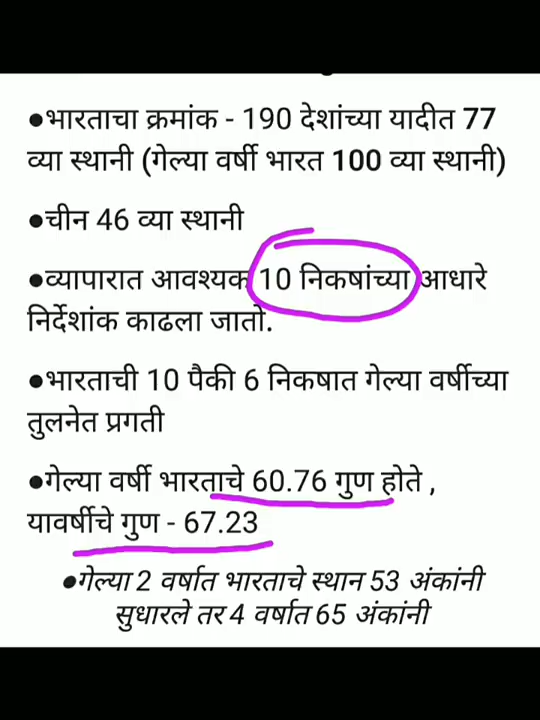 ●भारताचा क्रमांक - 190 देशांच्या यादीत 77
व्या स्थानी (गेल्या वर्षी भारत 100 व्या स्थानी)
●चीन 46 व्या स्थानी
●व्यापारात आवश्यक 10 निकषांच्या आधारे
निर्देशांक काढला जातो.
●भारताची 10 पैकी 6 निकषात गेल्या वर्षीच्या
तुलनेत प्रगती
●गेल्या वर्षी भारताचे 60.76 गुण होते ,
यावर्षीचे गुण - 67.23
●गेल्या 2 वर्षात भारताचे स्थान 53 अंकांनी
सुधारले तर 4 वर्षात 65 अंकांनी